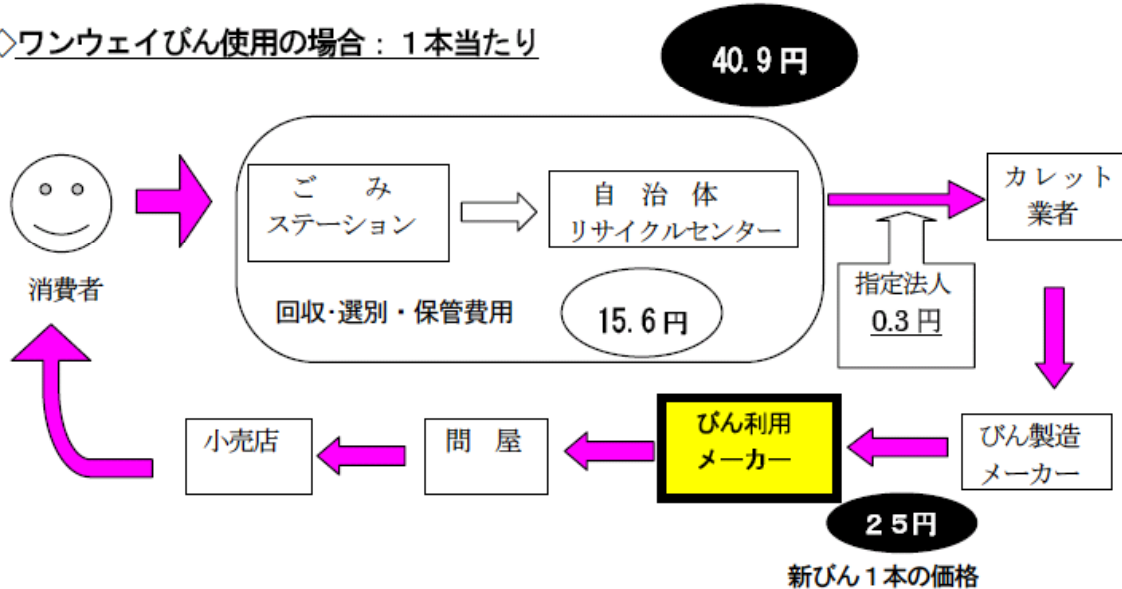 ◇ワンウェイびん使用の場合：１本当たり
40.9円
ご　み
ステーション
自　治　体
リサイクルセンター
カレット
業者
消費者
回収･選別・保管費用
15.6円
指定法人
0.3円
小売店
問　屋
びん利用
メーカー
びん製造
メーカー
２５円
新びん１本の価格